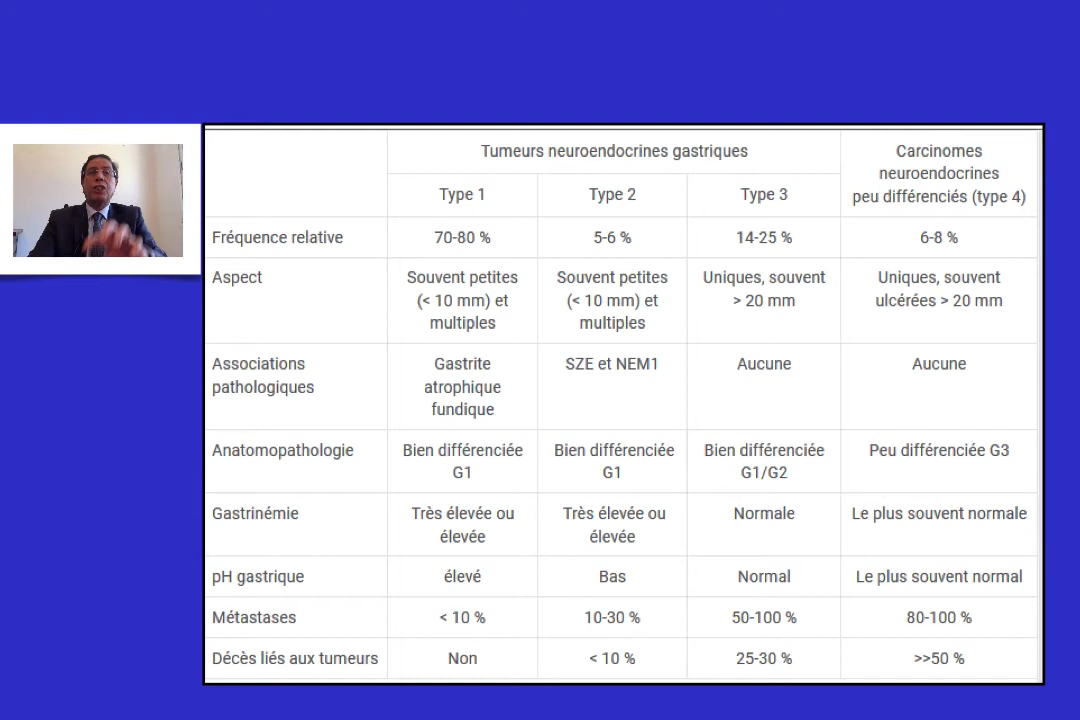 Tumeurs neuroendocrines gastriques
Carcinomes
neuroendocrines
peu différenciés (type 4)
Type 1
Type 2
Type 3
Fréquence relative
70-80 %
5-6 %
14-25 %
6-8 %
Aspect
Souvent petites
(< 10 mm) et
multiples
Souvent petites
(< 10 mm) et
multiples
Uniques, souvent
> 20 mm
Uniques, souvent
ulcérées > 20 mm
Associations
pathologiques
Gastrite
atrophique
fundique
SZE et NEM1
Aucune
Aucune
Anatomopathologie
Bien différenciée
G1
Bien différenciée
G1
Bien différenciée
G1/G2
Peu différenciée G3
Gastrinémie
Très élevée ou
élevée
Très élevée ou
élevée
Normale
Le plus souvent normale
pH gastrique
élevé
Bas
Normal
Le plus souvent normal
Métastases
< 10 %
10-30 %
50-100 %
80-100 %
Décès liés aux tumeurs
Non
< 10 %
25-30 %
>>50 %